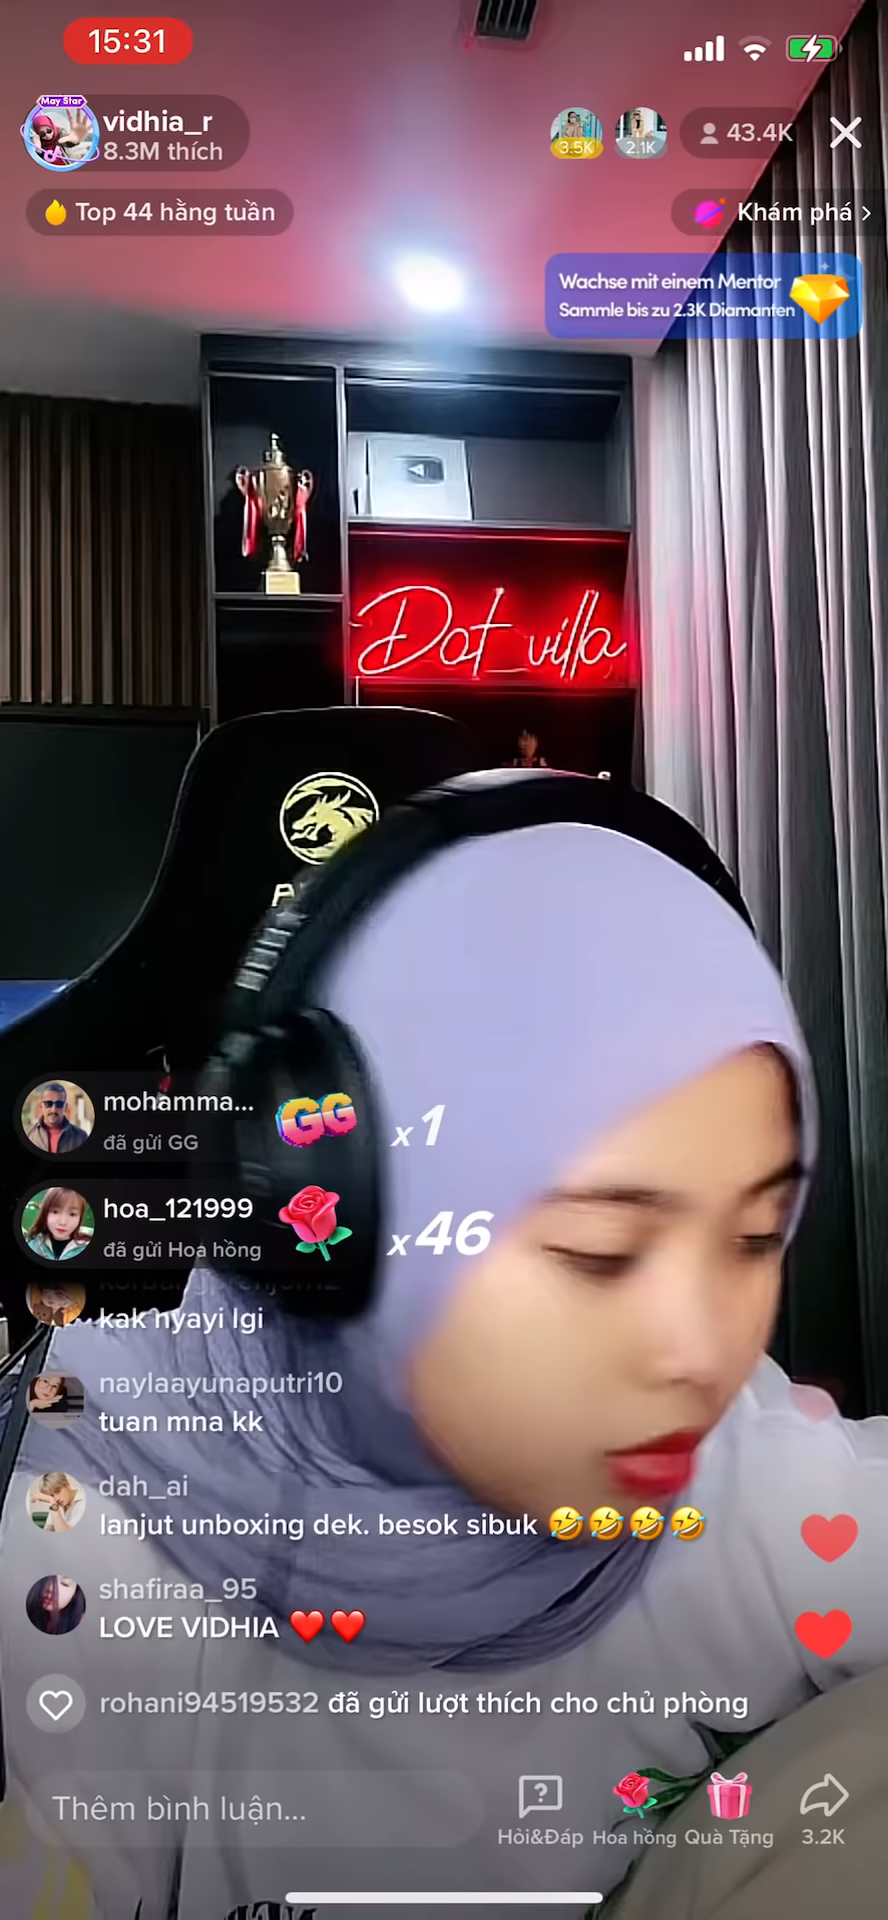 15:31
May Star
vidhia_r
8.3M thích
3.5K
2.1K
43.4K
Top 44 hằng tuần
Khám phá
Wachse mit einem Mentor
Sammle bis zu 2.3K Diamanten
Dot villa
mohamma...
đã gửi GG
GG
x1
hoa_121999
đã gửi Hoa hồng
x46
kak nyayi lgi
naylaayunaputri10
tuan mna kk
dah_ai
lanjut unboxing dek. besok sibuk 🤣🤣🤣🤣
shafiraa_95
LOVE VIDHIA ❤️❤️
rohani94519532 đã gửi lượt thích cho chủ phòng
Thêm bình luận...
Hỏi&Đáp
Hoa hồng
Quà Tặng
3.2K